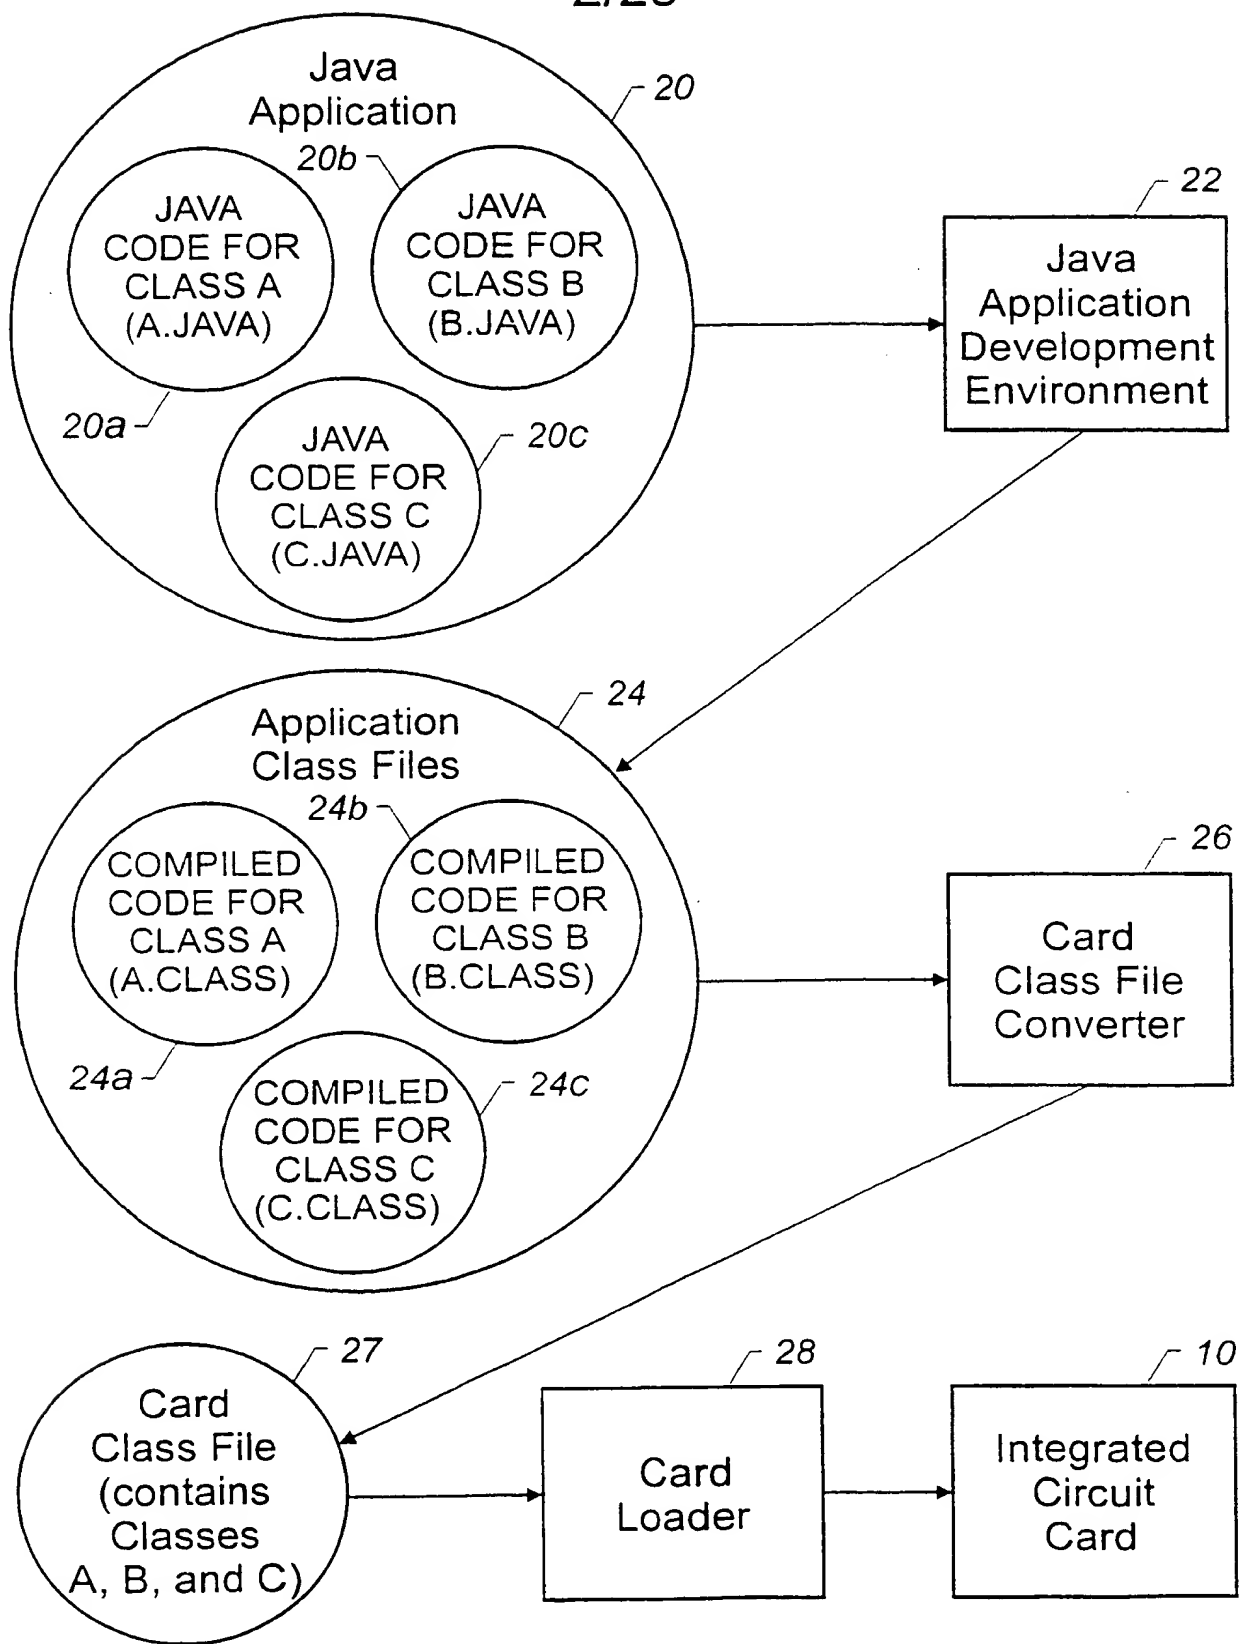 Java
Application
20
20b
JAVA
CODE FOR
CLASS A
(A.JAVA)
JAVA
CODE FOR
CLASS B
(B.JAVA)
20a
JAVA
CODE FOR
CLASS C
(C.JAVA)
20c
22
Java
Application
Development
Environment
24
Application
Class Files
24b
COMPILED
CODE FOR
CLASS A
(A.CLASS)
COMPILED
CODE FOR
CLASS B
(B.CLASS)
24a
COMPILED
CODE FOR
CLASS C
(C.CLASS)
24c
26
Card
Class File
Converter
27
Card
Class File
(contains
Classes
A, B, and C)
28
Card
Loader
10
Integrated
Circuit
Card